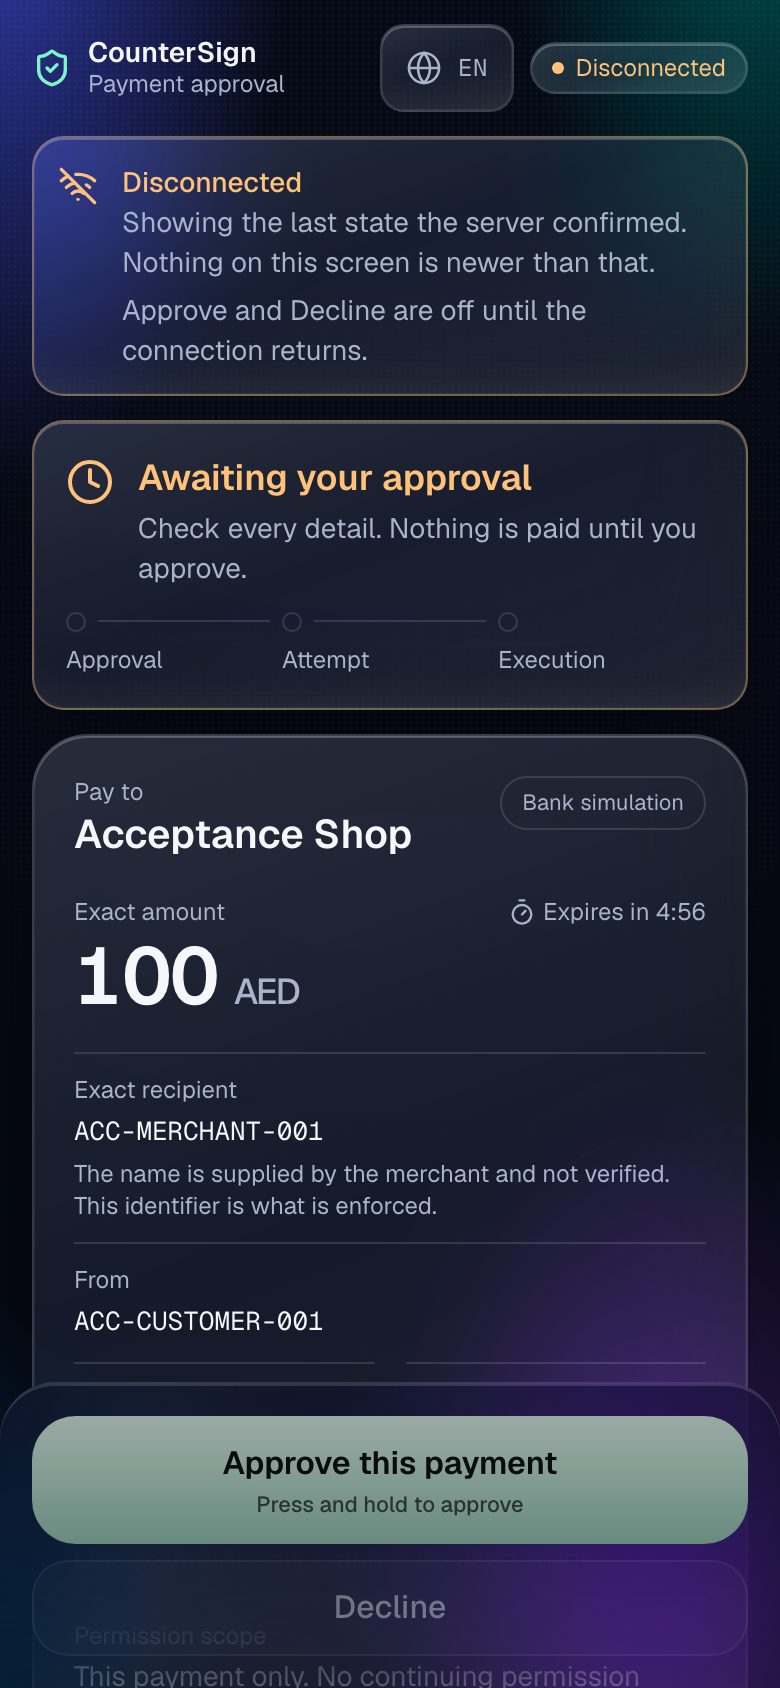 CounterSign
Payment approval
EN
Disconnected
Disconnected
Showing the last state the server confirmed.
Nothing on this screen is newer than that.
Approve and Decline are off until the
connection returns.
Awaiting your approval
Check every detail. Nothing is paid until you
approve.
Approval
Attempt
Execution
Pay to
Bank simulation
Acceptance Shop
Exact amount
Expires in 4:56
100 AED
Exact recipient
ACC-MERCHANT-001
The name is supplied by the merchant and not verified.
This identifier is what is enforced.
From
ACC-CUSTOMER-001
Approve this payment
Press and hold to approve
Decline
Permission scope
This payment only. No continuing permission